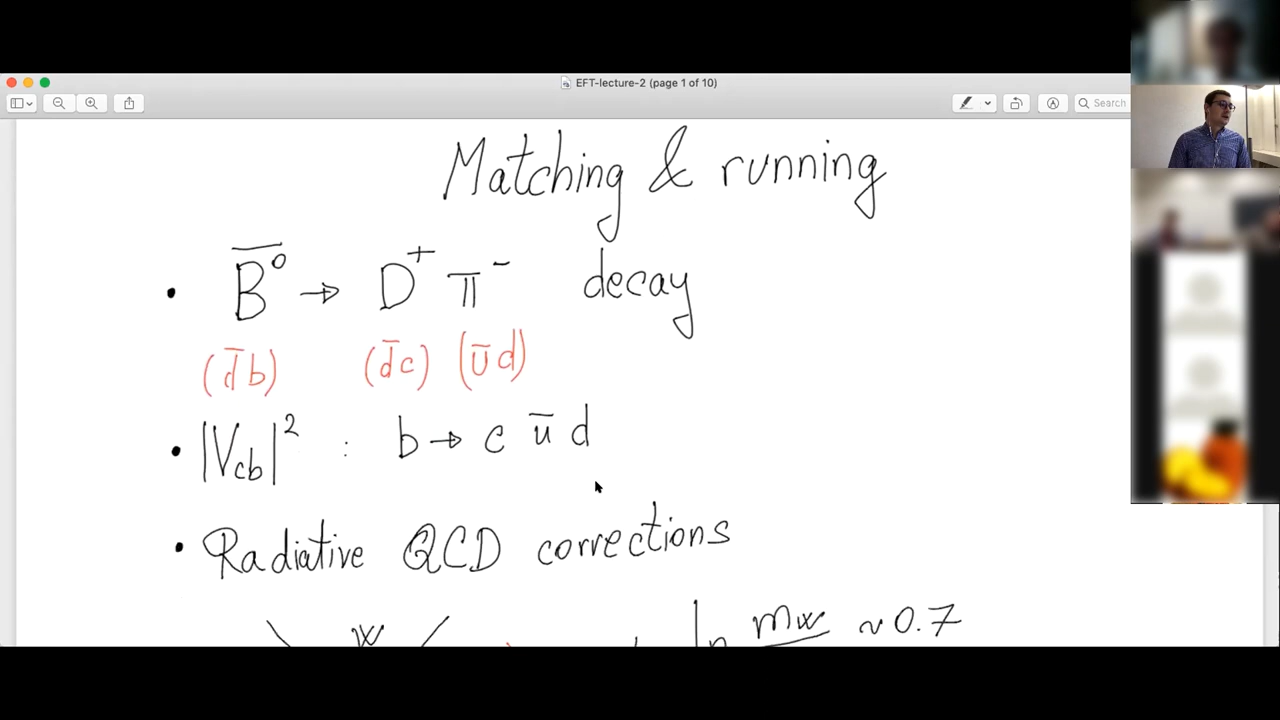 EFT-lecture-2 (page 1 of 10)
Search
Matching & running
• B̅⁰ → D⁺ π⁻ decay
(d̅b) (d̅c) (u̅d)
• |Vcb|² : b → c u̅ d
• Radiative QCD corrections
W ln mw ~0.7